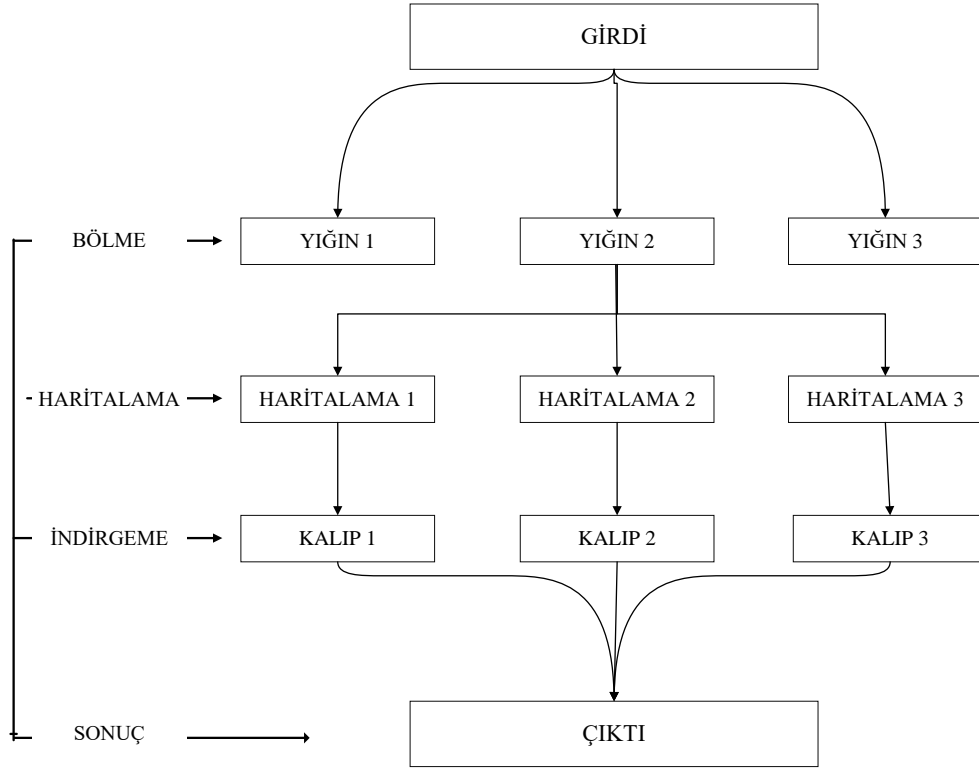 GİRDİ
BÖLME
YIĞIN 1
YIĞIN 2
YIĞIN 3
HARİTALAMA
HARİTALAMA 1
HARİTALAMA 2
HARİTALAMA 3
İNDİRGEME
KALIP 1
KALIP 2
KALIP 3
SONUÇ
ÇIKTI